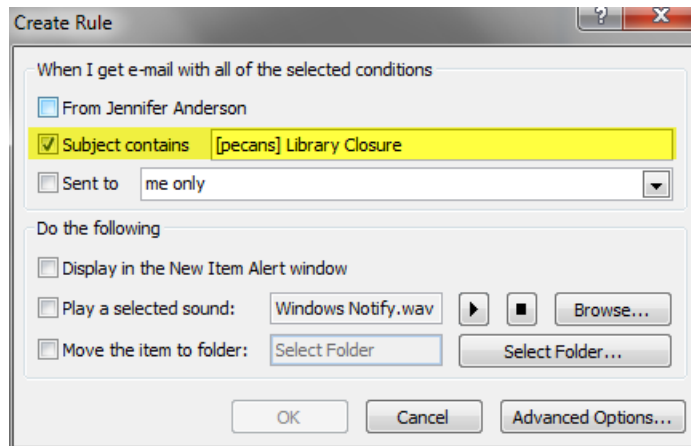 Create Rule
?
When I get e-mail with all of the selected conditions
From Jennifer Anderson
Subject contains [pecans] Library Closure
Sent to me only
Do the following
Display in the New Item Alert window
Play a selected sound: Windows Notify.wav Browse...
Move the item to folder: Select Folder Select Folder...
OK Cancel Advanced Options...